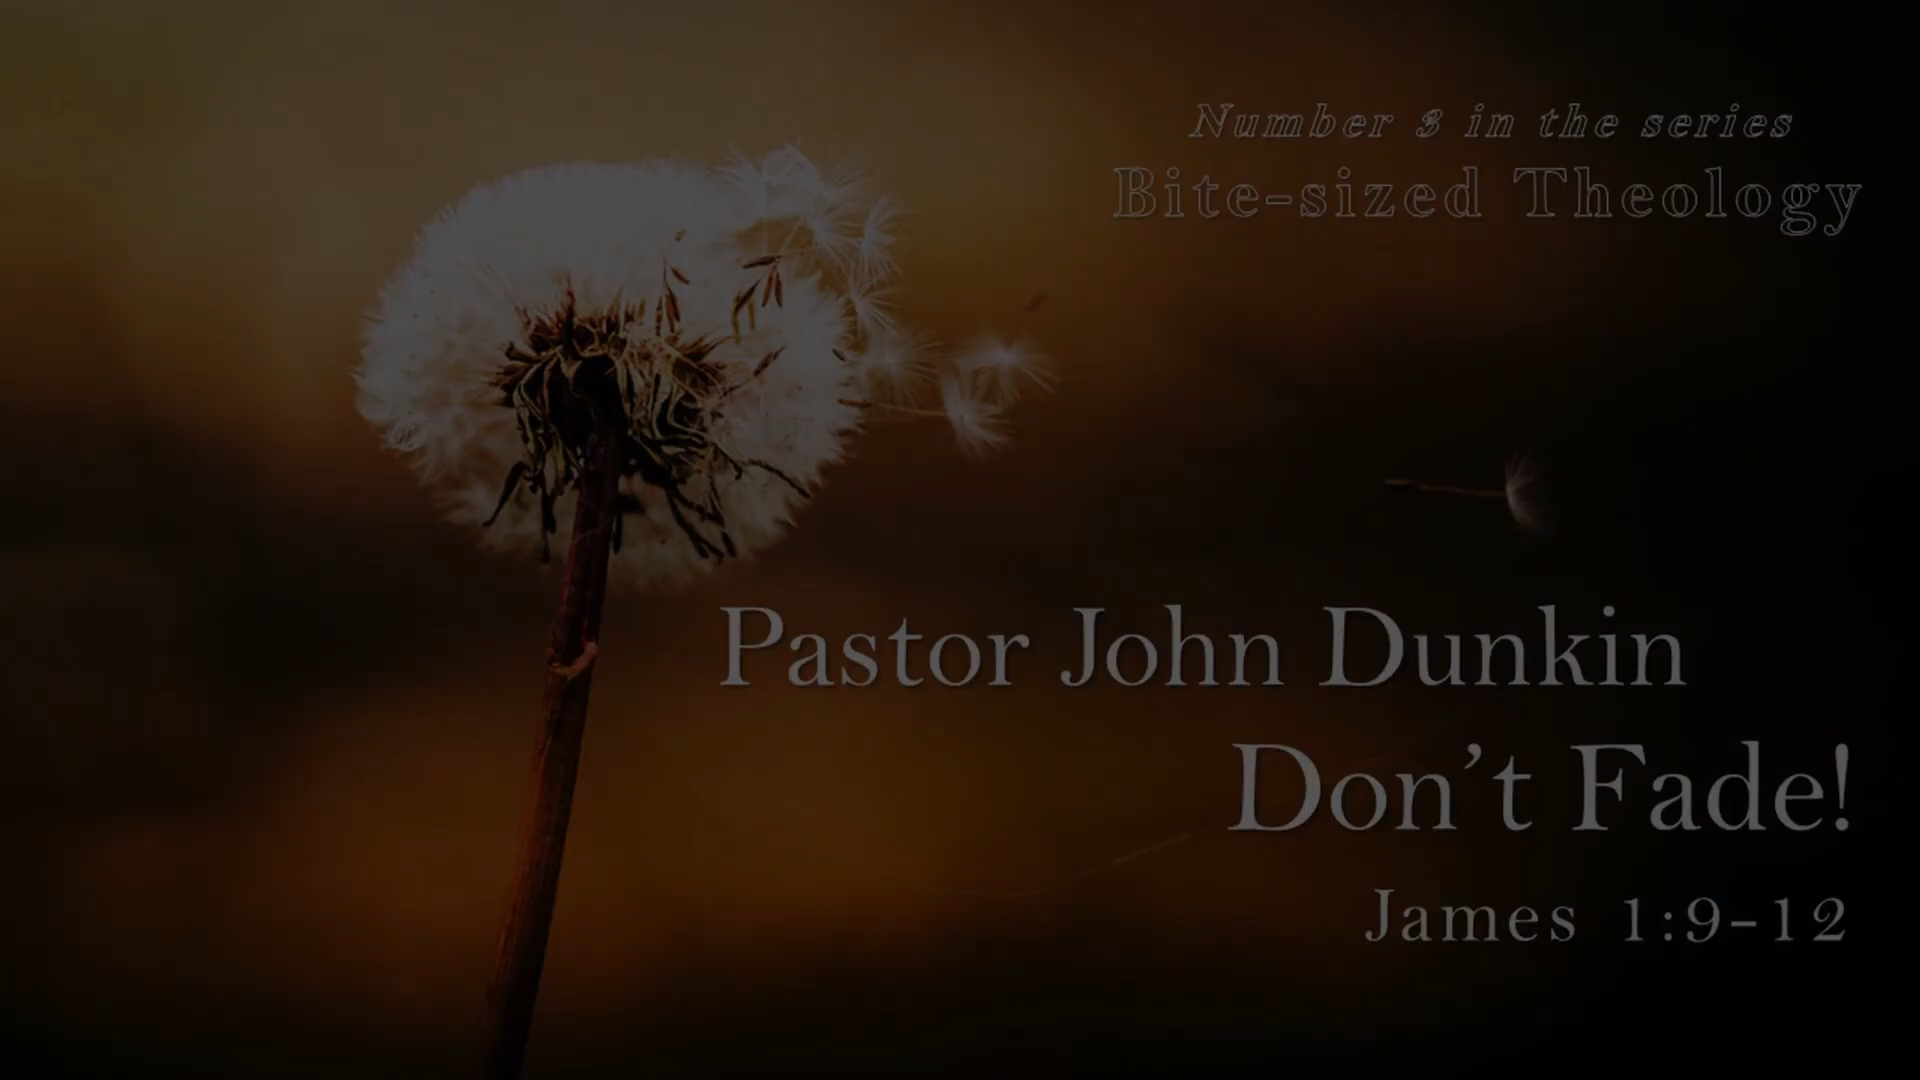 Number 3 in the series
Bite-sized Theology
Pastor John Dunkin
Don't Fade!
James 1:9-12